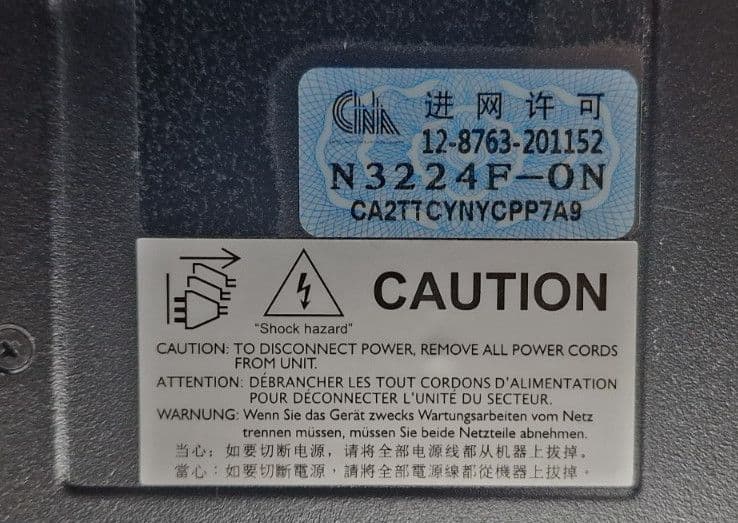 CNA 进网许可
12-8763-201152
N3224F-ON
CA2TTCYNYCPP7A9
CAUTION
"Shock hazard"
CAUTION: TO DISCONNECT POWER, REMOVE ALL POWER CORDS
FROM UNIT.
ATTENTION: DÉBRANCHER LES TOUT CORDONS D'ALIMENTATION
POUR DÉCONNECTER L'UNITÉ DU SECTEUR.
WARNUNG: Wenn Sie das Gerät zwecks Wartungsarbeiten vom Netz
trennen müssen, müssen Sie beide Netzteile abnehmen.
当心：如要切断电源，请将全部电源线都从机器上拔掉。
當心：如要切斷電源，請將全部電源線都從機器上拔掉。